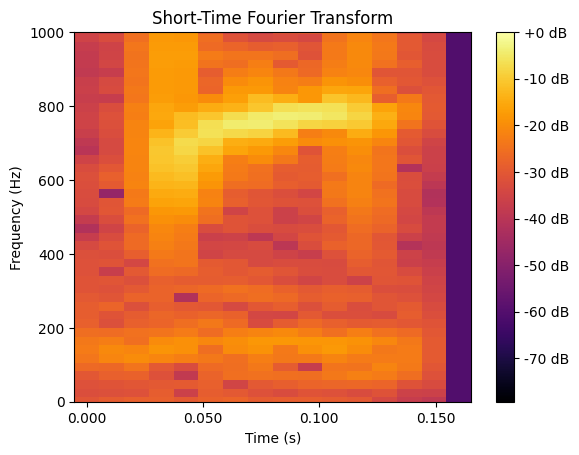 Short-Time Fourier Transform
1000
800
600
400
200
0
Frequency (Hz)
0.000
0.050
0.100
0.150
Time (s)
+0 dB
-10 dB
-20 dB
-30 dB
-40 dB
-50 dB
-60 dB
-70 dB